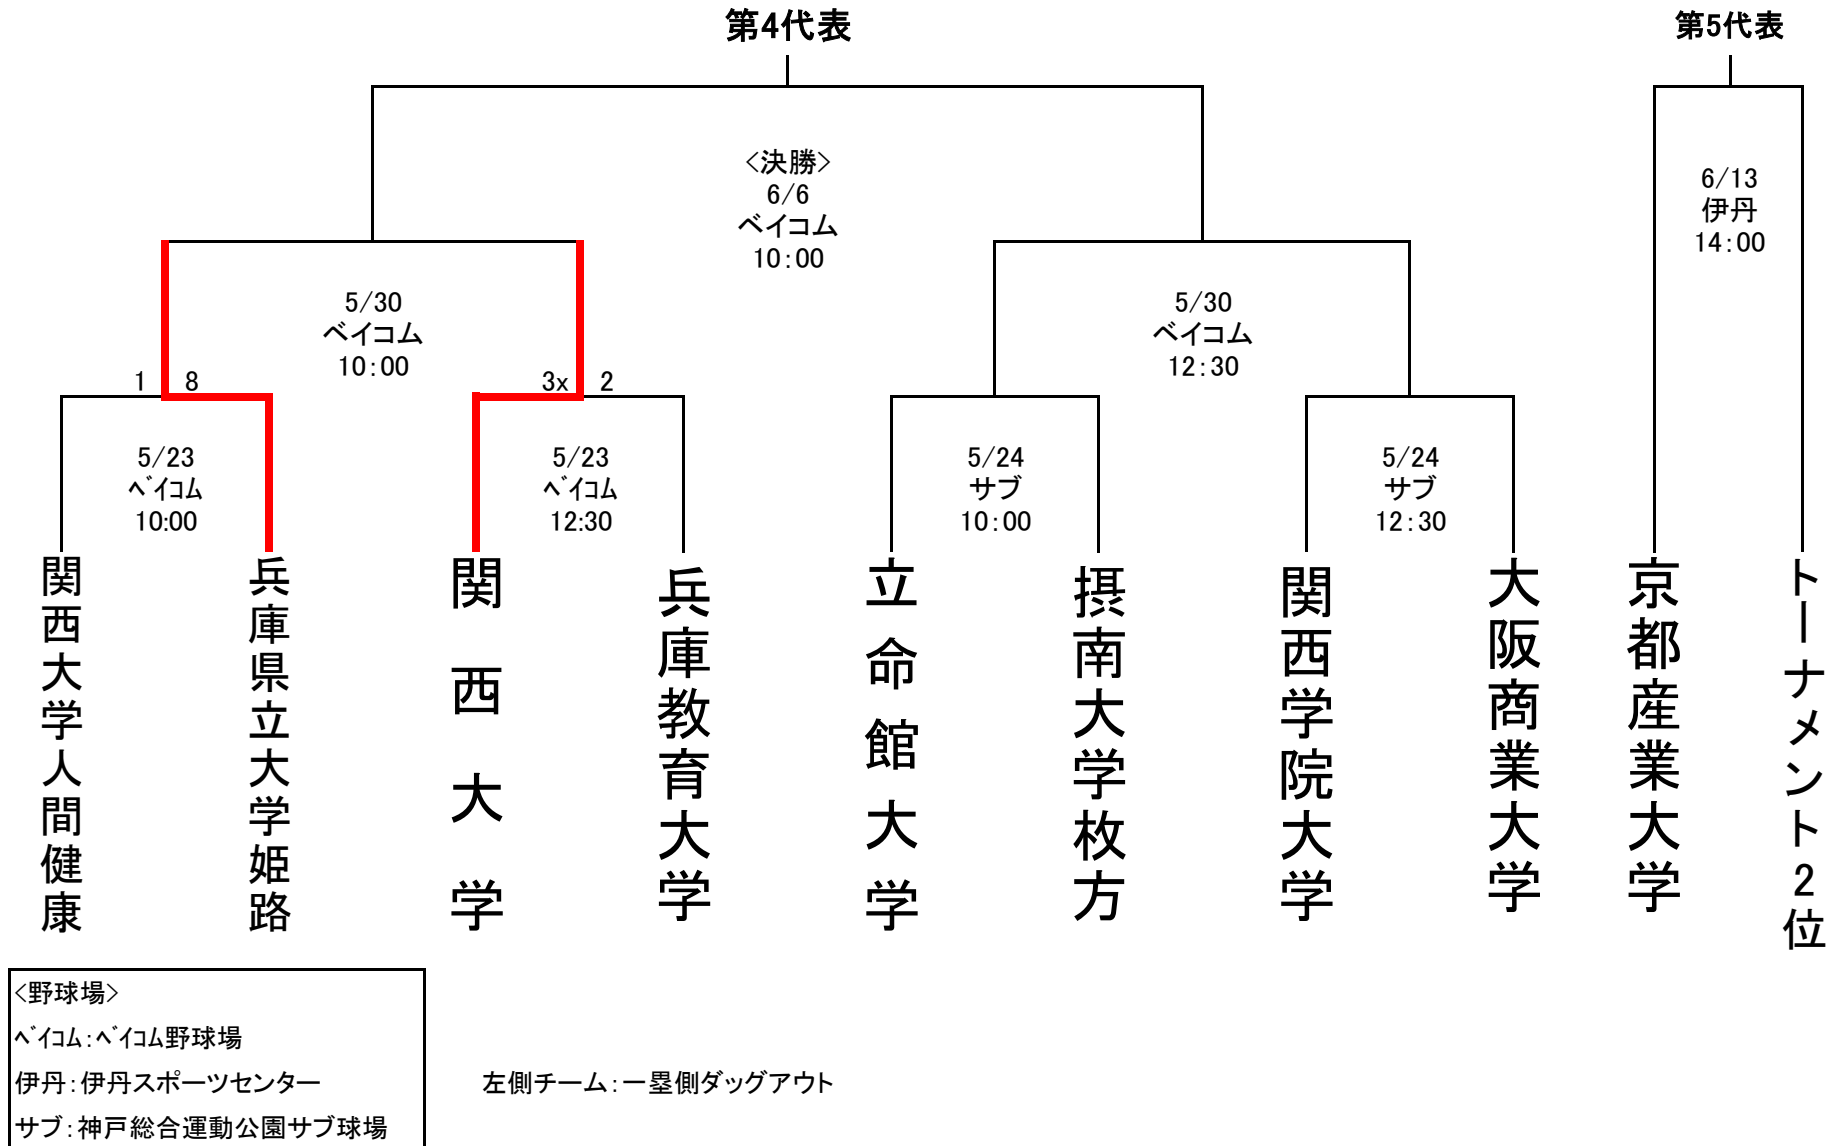 第4代表
第5代表
<決勝>
6/6
ベイコム
10:00
6/13
伊丹
14:00
5/30
ベイコム
10:00
5/30
ベイコム
12:30
1 8
3x 2
5/23
ﾍﾞｲｺﾑ
10:00
5/23
ﾍﾞｲｺﾑ
12:30
5/24
サブ
10:00
5/24
サブ
12:30
関西大学人間健康
兵庫県立大学姫路
関西大学
兵庫教育大学
立命館大学
摂南大学枚方
関西学院大学
大阪商業大学
京都産業大学
トーナメント2位
<野球場>
ﾍﾞｲｺﾑ:ﾍﾞｲｺﾑ野球場
伊丹:伊丹スポーツセンター
サブ:神戸総合運動公園サブ球場
左側チーム:一塁側ダッグアウト